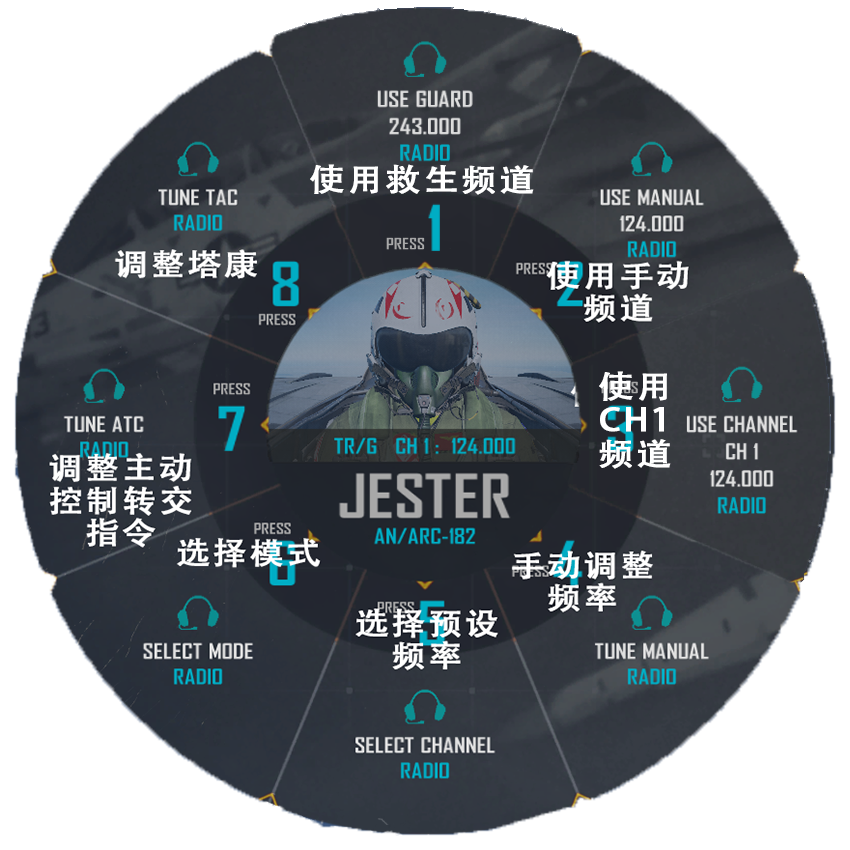 USE GUARD
243.000
RADIO
使用救生频道
PRESS 1
USE MANUAL
124.000
RADIO
PRESS 2
使用手动
频道
使用
CH1
频道
3
USE CHANNEL
CH 1
124.000
RADIO
手动调整
频率
PRESS 4
TUNE MANUAL
RADIO
PRESS 5
选择预设
频率
SELECT CHANNEL
RADIO
PRESS
选择模式
6
SELECT MODE
RADIO
PRESS
7
TUNE ATC
RADIO
调整主动
控制转交
指令
TUNE TAC
RADIO
调整塔康
8
PRESS
TR/G CH 1 : 124.000
JESTER
AN/ARC-182